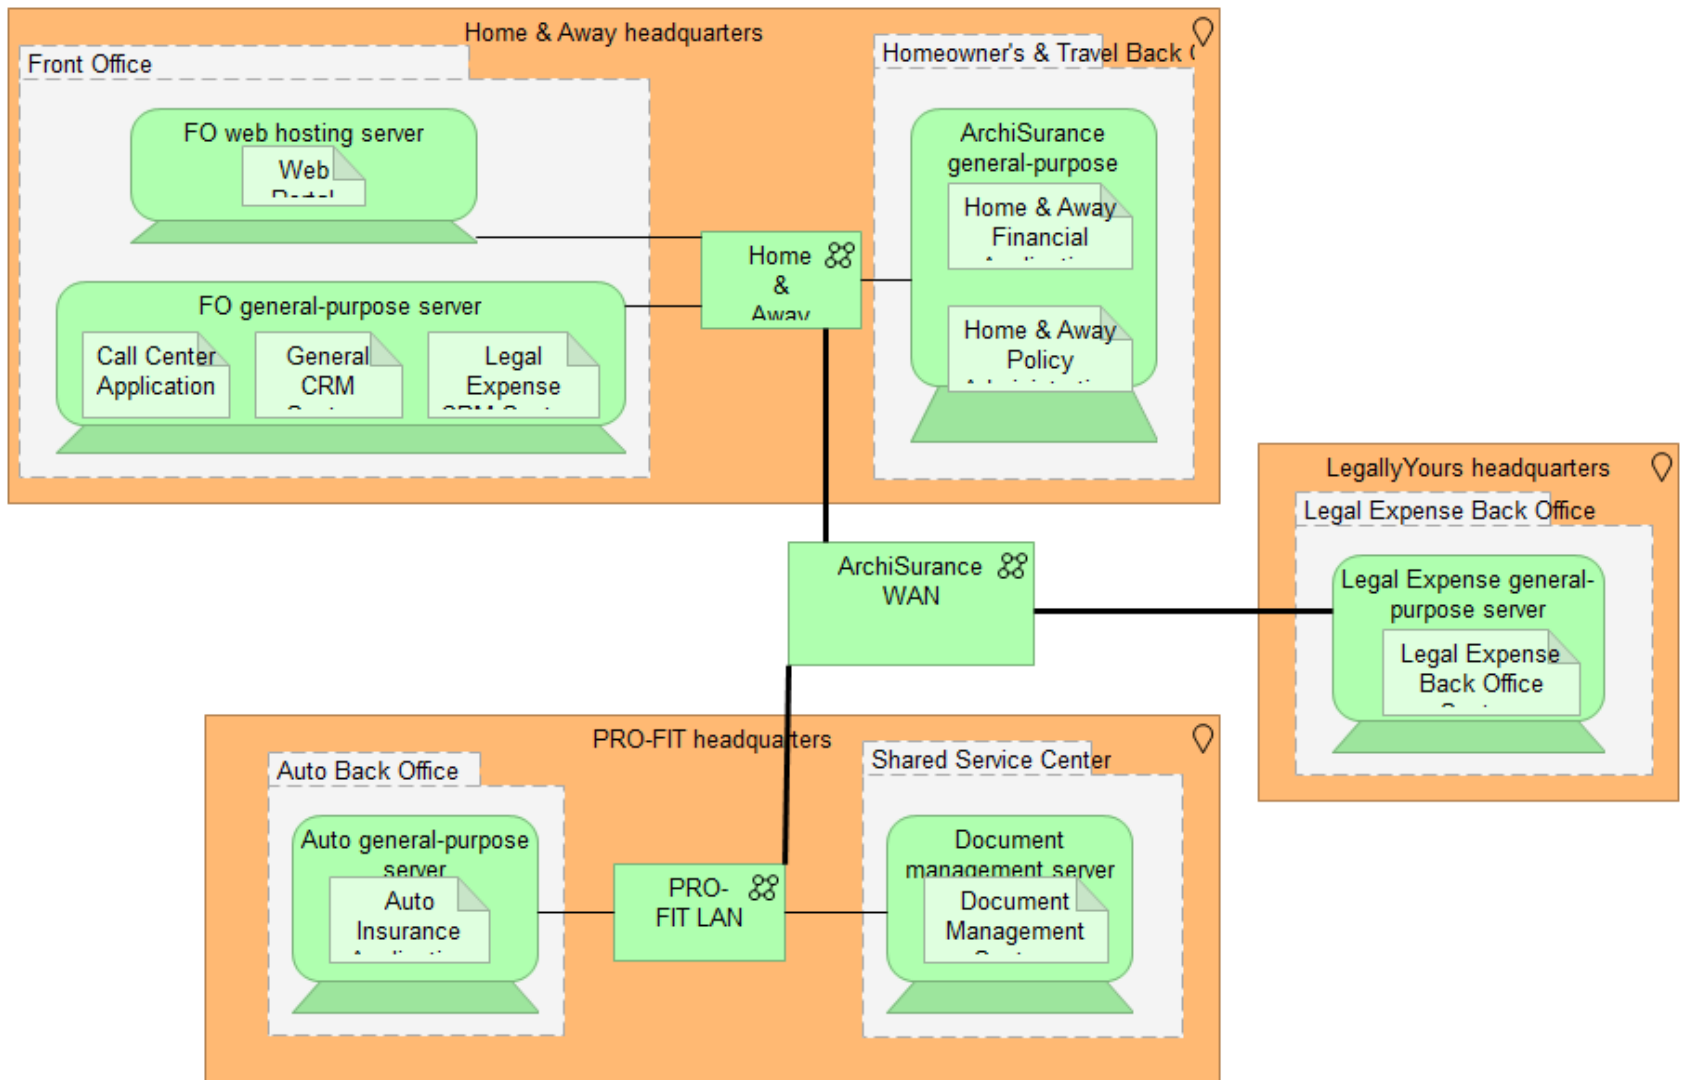 Home & Away headquarters
Front Office
FO web hosting server
Web
FO general-purpose server
Call Center
Application
General
CRM
Legal
Expense
Home
&
Away
Homeowner's & Travel Back
ArchiSurance
general-purpose
Home & Away
Financial
Home & Away
Policy
ArchiSurance
WAN
LegallyYours headquarters
Legal Expense Back Office
Legal Expense general-
purpose server
Legal Expense
Back Office
PRO-FIT headquarters
Auto Back Office
Auto general-purpose
server
Auto
Insurance
PRO-
FIT LAN
Shared Service Center
Document
management server
Document
Management